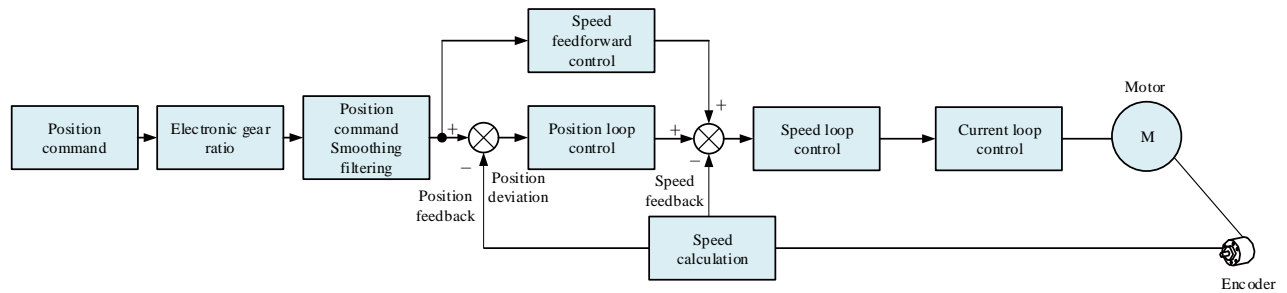 Speed
feedforward
control
Motor
Position
command
Electronic gear
ratio
Position
command
Smoothing
filtering
+
−
Position
feedback
Position
deviation
Position loop
control
+
+
−
Speed
feedback
Speed loop
control
Current loop
control
M
Speed
calculation
Encoder